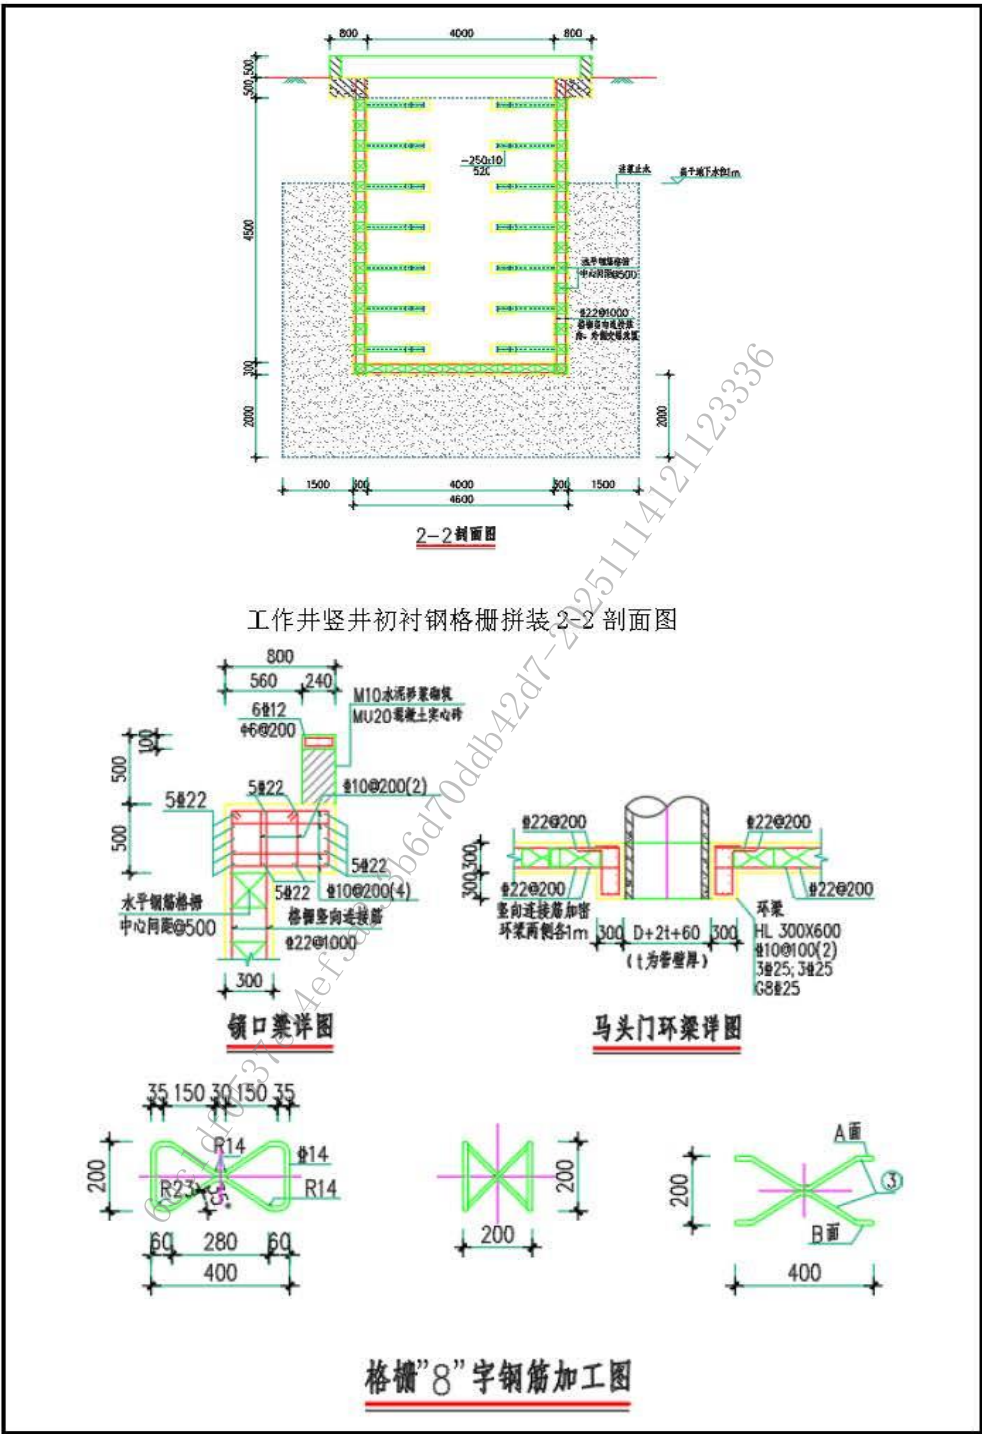 800 4000 800
500
500
-250x10
520
注浆止水
高于地下水位1m
4500
水平钢筋格栅
中心间距@500
Φ22@1000
格栅竖向连接筋
300
2000
2000
1500 300 4000 300 1500
4600
2-2剖面图
工作井竖井初衬钢格栅拼装 2-2 剖面图
800
560 240
M10水泥砂浆砌筑
MU20混凝土实心砖
6Φ12
Φ6@200
100
500
5Φ22
5Φ22
Φ10@200(2)
500
5Φ22
5Φ22
Φ10@200(4)
水平钢筋格栅
中心间距@500
格栅竖向连接筋
Φ22@1000
300
锁口梁详图
Φ22@200
Φ22@200
300
300
Φ22@200
Φ22@200
竖向连接筋加密
环梁两侧各1m
300 D+2t+60 300
(t为管壁厚)
环梁
HL 300X600
Φ10@100(2)
3Φ25;3Φ25
G8Φ25
马头门环梁详图
35 150 30 150 35
200
R14
Φ14
R23
R14
60 280 60
400
200
200
A面
200
③
B面
400
格栅"8"字钢筋加工图